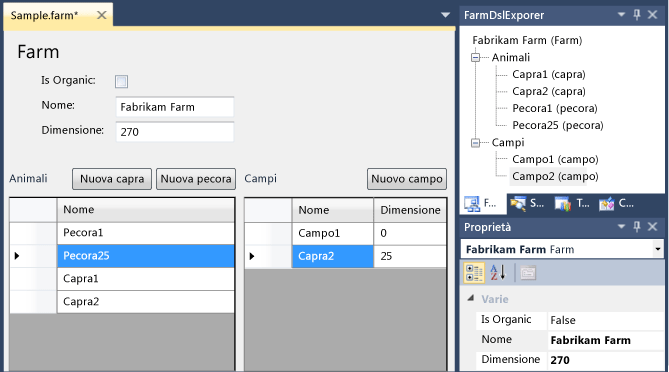 Sample.farm*
Farm
Is Organic:
Nome: Fabrikam Farm
Dimensione: 270
Animali Nuova capra Nuova pecora
Nome
Pecora1
Pecora25
Capra1
Capra2
Campi Nuovo campo
Nome Dimensione
Campo1 0
Capra2 25
FarmDslExporer
Fabrikam Farm (Farm)
Animali
Capra1 (capra)
Capra2 (capra)
Pecora1 (pecora)
Pecora25 (pecora)
Campi
Campo1 (campo)
Campo2 (campo)
F... S... T... C...
Proprietà
Fabrikam Farm Farm
Varie
Is Organic False
Nome Fabrikam Farm
Dimensione 270